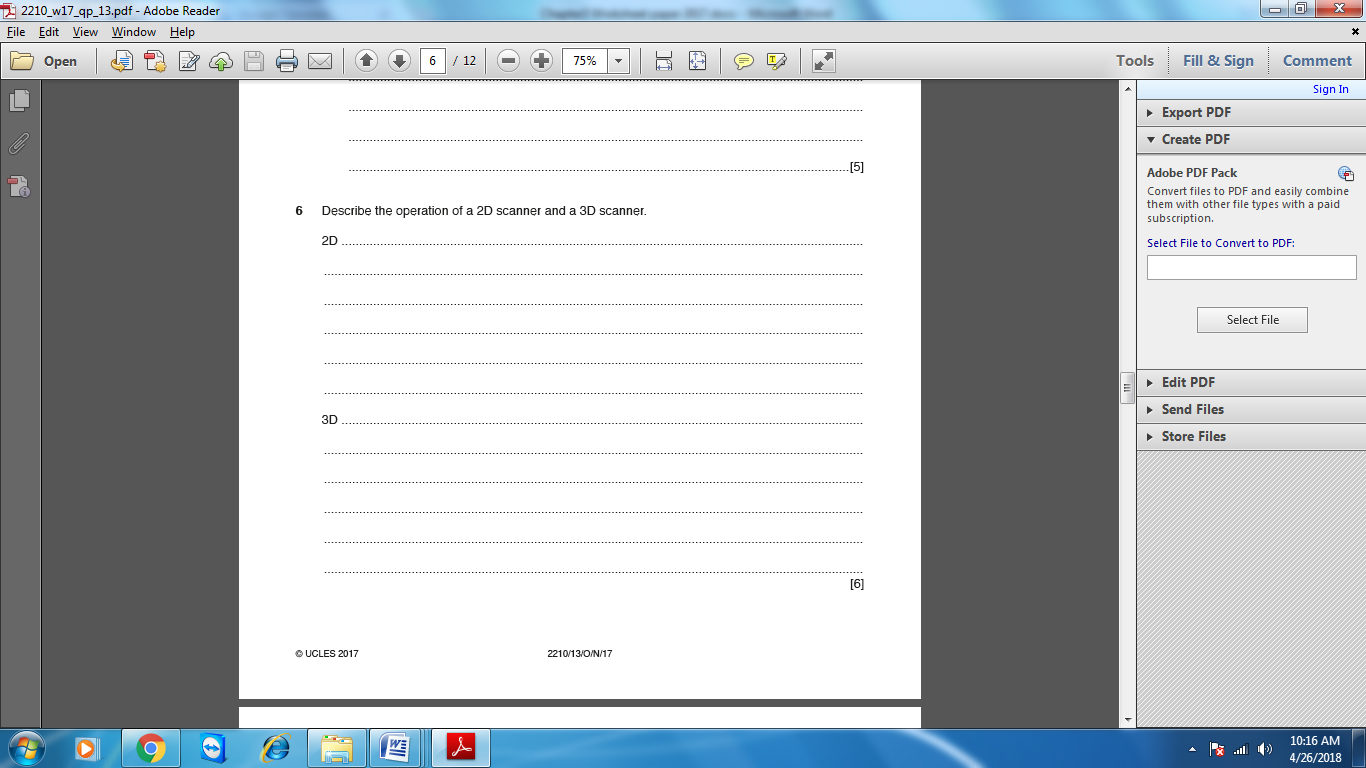 2210_w17_qp_13.pdf - Adobe Reader
File Edit View Window Help
Open 6 / 12 75% Tools Fill & Sign Comment
Sign In
Export PDF
Create PDF
Adobe PDF Pack
Convert files to PDF and easily combine
them with other file types with a paid
subscription.
Select File to Convert to PDF:
Select File
Edit PDF
Send Files
Store Files
[5]
6 Describe the operation of a 2D scanner and a 3D scanner.
2D
3D
[6]
© UCLES 2017 2210/13/O/N/17
10:16 AM
4/26/2018